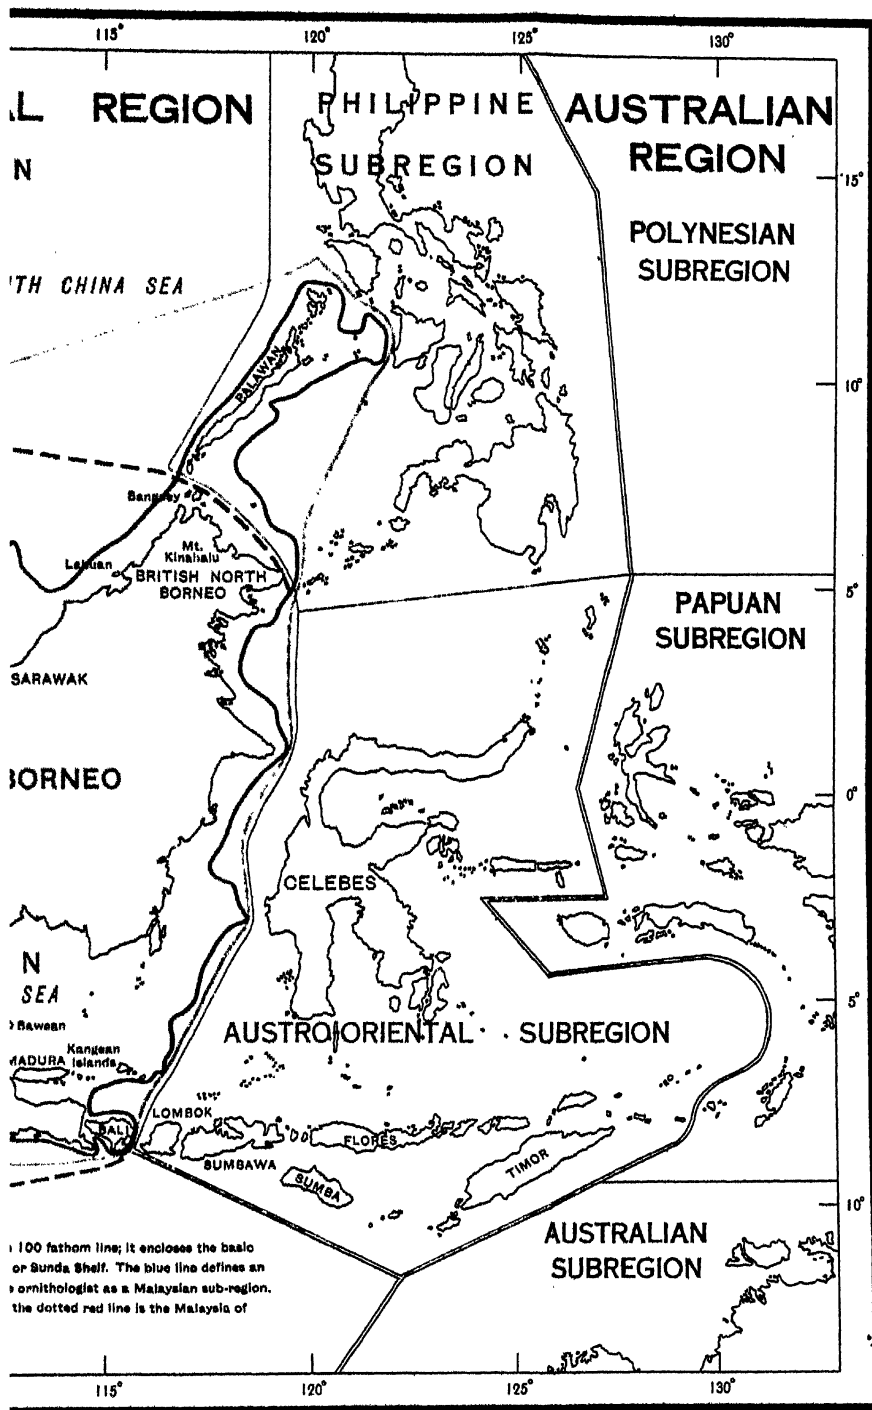 115° 120° 125° 130°
L REGION
PHILIPPINE
SUBREGION
AUSTRALIAN
REGION
N
15°
POLYNESIAN
SUBREGION
TH CHINA SEA
PALAWAN
10°
Banguey
Mt.
Kinabalu
Labuan
BRITISH NORTH
BORNEO
5°
PAPUAN
SUBREGION
SARAWAK
BORNEO
0°
CELEBES
N
SEA
5°
Bawean
AUSTRO-ORIENTAL SUBREGION
MADURA
Kangean
Islands
LOMBOK
BALI
FLORES
SUMBAWA
SUMBA
TIMOR
10°
AUSTRALIAN
SUBREGION
100 fathom line; it encloses the basic
or Sunda Shelf. The blue line defines an
ornithologist as a Malaysian sub-region.
the dotted red line is the Malaysia of
115° 120° 125° 130°